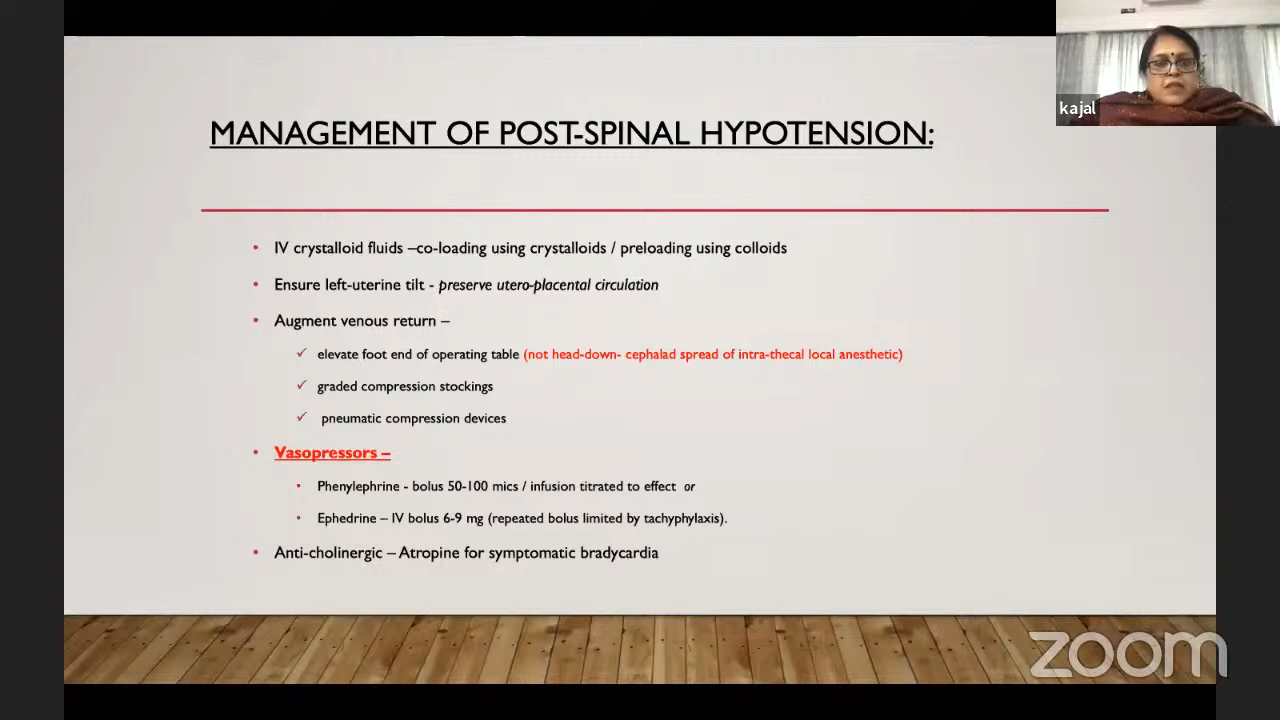 kajal
MANAGEMENT OF POST-SPINAL HYPOTENSION:
• IV crystalloid fluids –co-loading using crystalloids / preloading using colloids
• Ensure left-uterine tilt - preserve utero-placental circulation
• Augment venous return –
✓ elevate foot end of operating table (not head-down- cephalad spread of intra-thecal local anesthetic)
✓ graded compression stockings
✓ pneumatic compression devices
• Vasopressors –
• Phenylephrine - bolus 50-100 mics / infusion titrated to effect or
• Ephedrine – IV bolus 6-9 mg (repeated bolus limited by tachyphylaxis).
• Anti-cholinergic – Atropine for symptomatic bradycardia
zoom